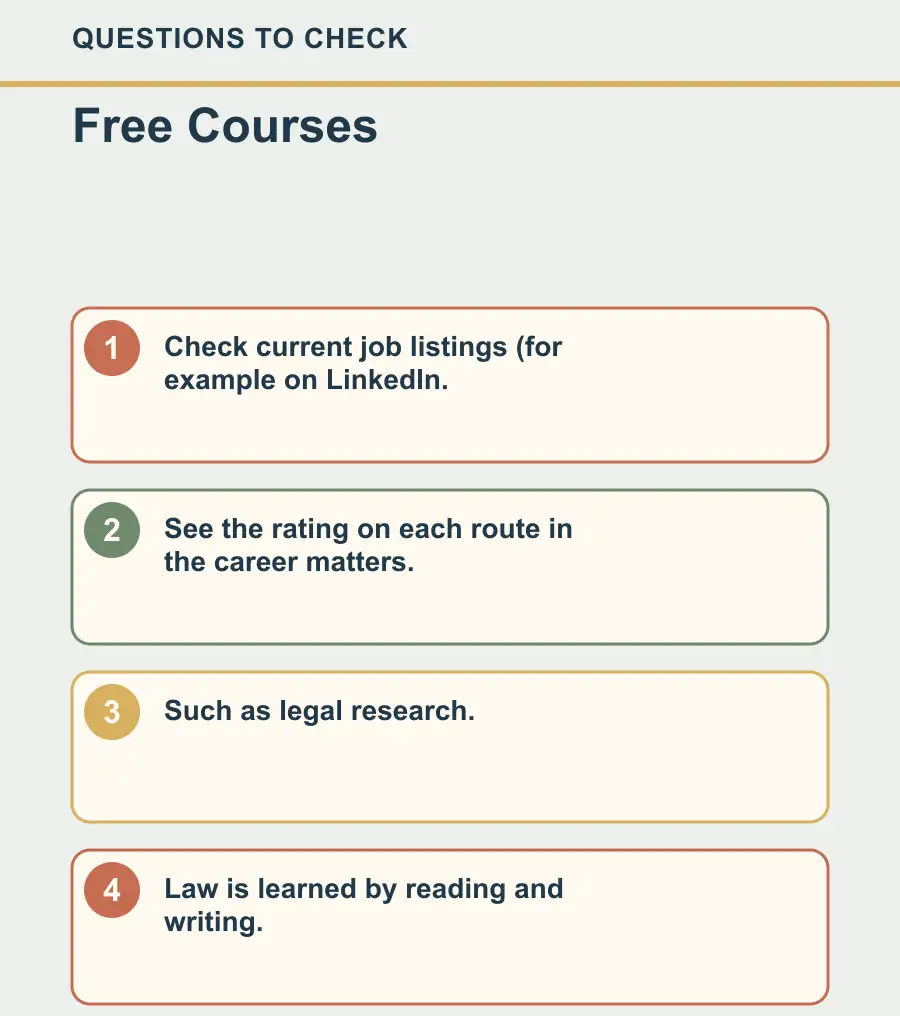 QUESTIONS TO CHECK
Free Courses
1
Check current job listings (for
example on LinkedIn.
2
See the rating on each route in
the career matters.
3
Such as legal research.
4
Law is learned by reading and
writing.